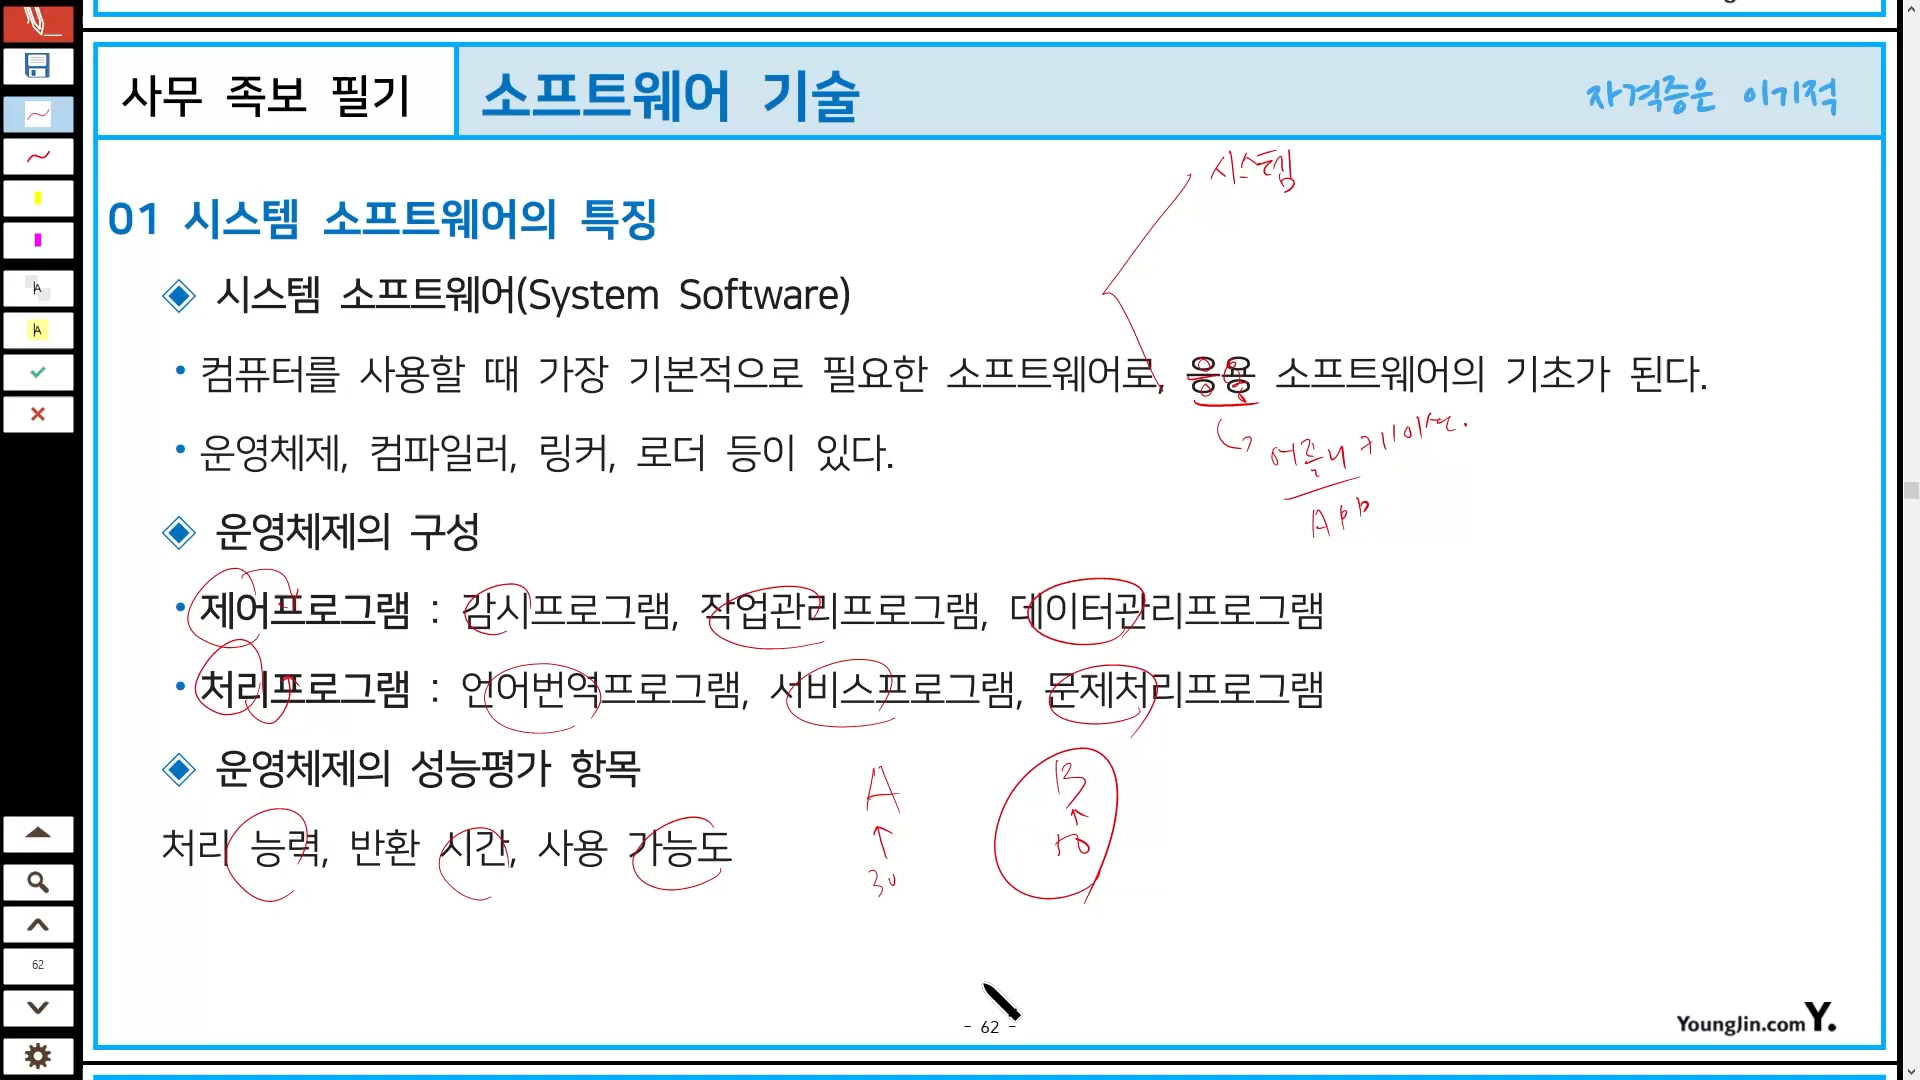 사무 족보 필기
소프트웨어 기술
자격증은 이기적
시스템
01 시스템 소프트웨어의 특징
시스템 소프트웨어(System Software)
• 컴퓨터를 사용할 때 가장 기본적으로 필요한 소프트웨어로, 응용 소프트웨어의 기초가 된다.
• 운영체제, 컴파일러, 링커, 로더 등이 있다.
App
운영체제의 구성
• 제어프로그램 : 감시프로그램, 작업관리프로그램, 데이터관리프로그램
• 처리프로그램 : 언어번역프로그램, 서비스프로그램, 문제처리프로그램
운영체제의 성능평가 항목
A
B
처리 능력, 반환 시간, 사용 가능도
30
62
- 62 -
YoungJin.com Y.